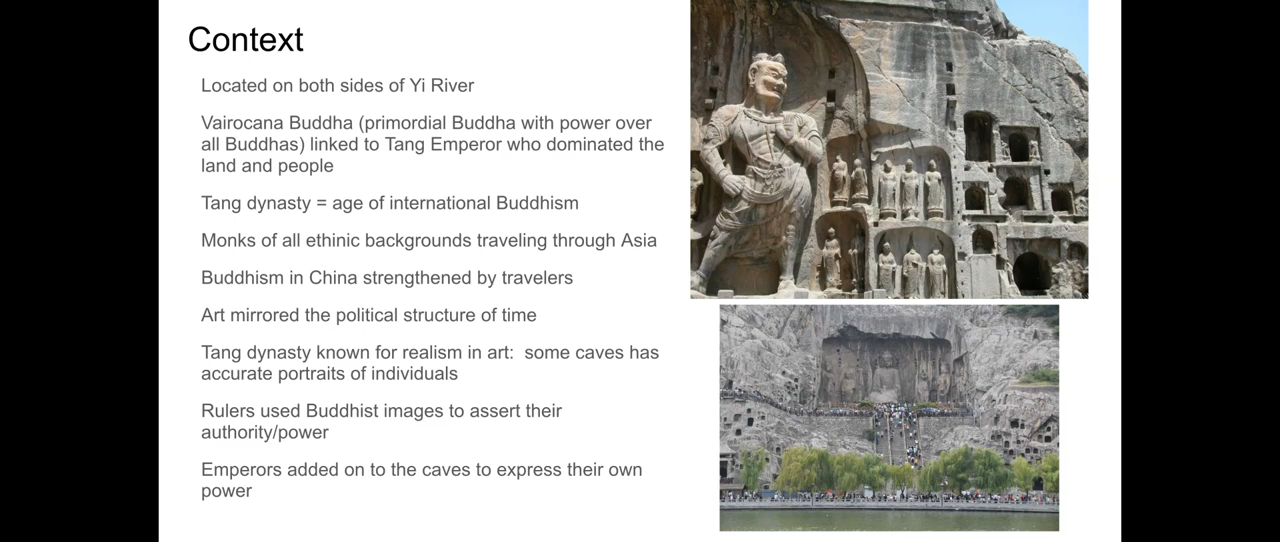 Context
Located on both sides of Yi River
Vairocana Buddha (primordial Buddha with power over
all Buddhas) linked to Tang Emperor who dominated the
land and people
Tang dynasty = age of international Buddhism
Monks of all ethinic backgrounds traveling through Asia
Buddhism in China strengthened by travelers
Art mirrored the political structure of time
Tang dynasty known for realism in art:  some caves has
accurate portraits of individuals
Rulers used Buddhist images to assert their
authority/power
Emperors added on to the caves to express their own
power